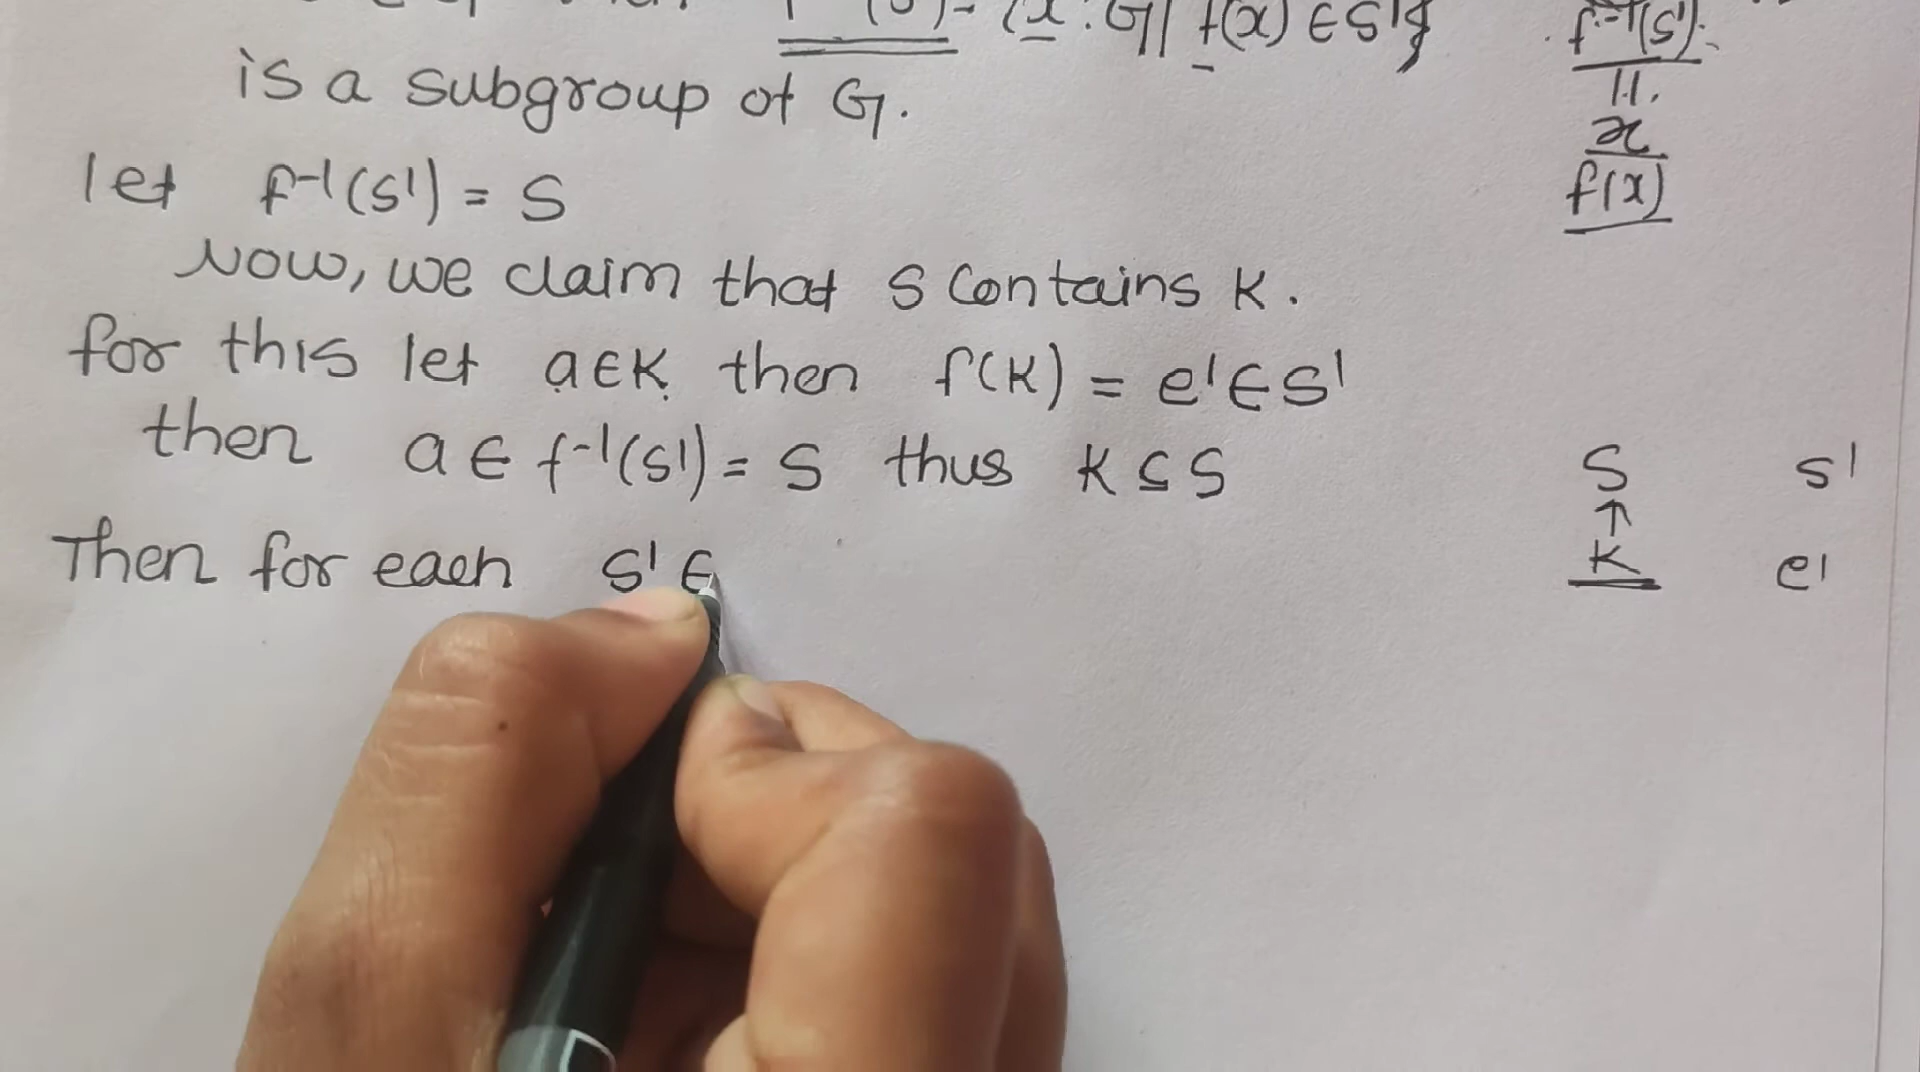 = {x : G | f(x) ∈ S'}
is a subgroup of G.
let f⁻¹(S') = S
Now, we claim that S contains K.
for this let a∈K then f(K) = e'∈S'
then a ∈ f⁻¹(S') = S thus K ⊆ S
Then for each S' ∈
f⁻¹(S').
11.
x
f(x)
S S'
↑
K e'